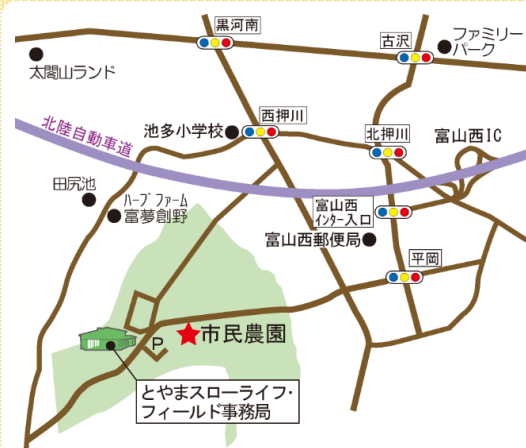 黒河南
古沢
ファミリー
パーク
太閤山ランド
北陸自動車道
池多小学校
西押川
北押川
富山西IC
田尻池
ハーブファーム
富夢創野
富山西
インター入口
富山西郵便局
平岡
P
市民農園
とやまスローライフ・
フィールド事務局